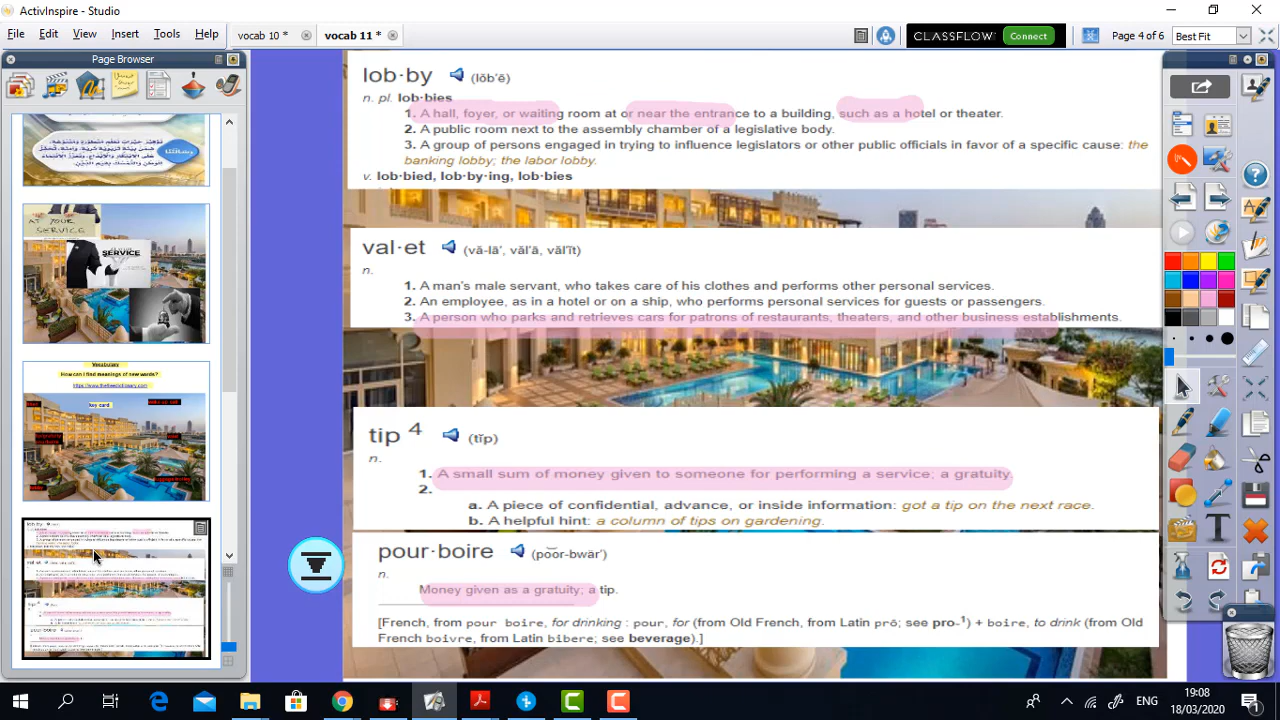 ActivInspire - Studio
File Edit View Insert Tools Help
vocab 10 *
vocab 11 *
CLASSFLOW Connect
Page 4 of 6
Best Fit
Page Browser
AT YOUR
SERVICE
SERVICE
Vocabulary
How can I find meanings of new words?
https://www.thefreedictionary.com
key card
lob·by (lŏb′ē)
n. pl. lob·bies
1. A hall, foyer, or waiting room at or near the entrance to a building, such as a hotel or theater.
2. A public room next to the assembly chamber of a legislative body.
3. A group of persons engaged in trying to influence legislators or other public officials in favor of a specific cause: the
banking lobby; the labor lobby.
v. lob·bied, lob·by·ing, lob·bies
val·et (vă-lā′, văl′ā, văl′ĭt)
n.
1. A man's male servant, who takes care of his clothes and performs other personal services.
2. An employee, as in a hotel or on a ship, who performs personal services for guests or passengers.
3. A person who parks and retrieves cars for patrons of restaurants, theaters, and other business establishments.
tip 4 (tĭp)
n.
1. A small sum of money given to someone for performing a service; a gratuity.
2.
a. A piece of confidential, advance, or inside information: got a tip on the next race.
b. A helpful hint: a column of tips on gardening.
pour·boire (po͝or-bwär′)
n.
Money given as a gratuity; a tip.
[French, from pour boire, for drinking : pour, for (from Old French, from Latin prō; see pro-1) + boire, to drink (from Old
French boivre, from Latin bibere; see beverage).]
ENG
19:08
18/03/2020